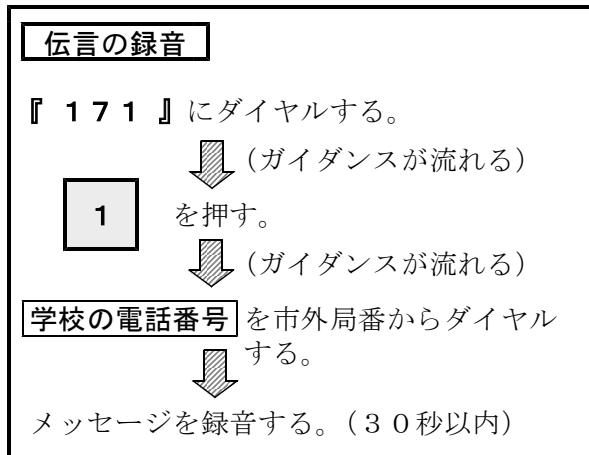 伝言の録音
『 １７１ 』にダイヤルする。
（ガイダンスが流れる）
１ を押す。
（ガイダンスが流れる）
学校の電話番号 を市外局番からダイヤル
する。
メッセージを録音する。（３０秒以内）